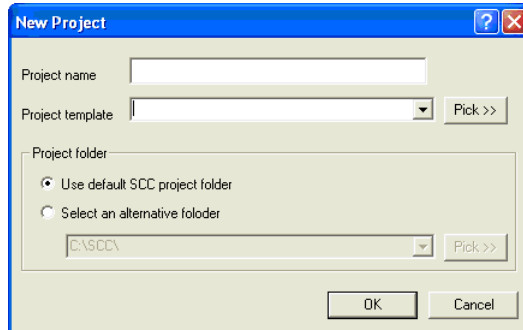 New Project
Project name
Project template
Pick >>
Project folder
Use default SCC project folder
Select an alternative foloder
C:\SCC\
Pick >>
OK
Cancel